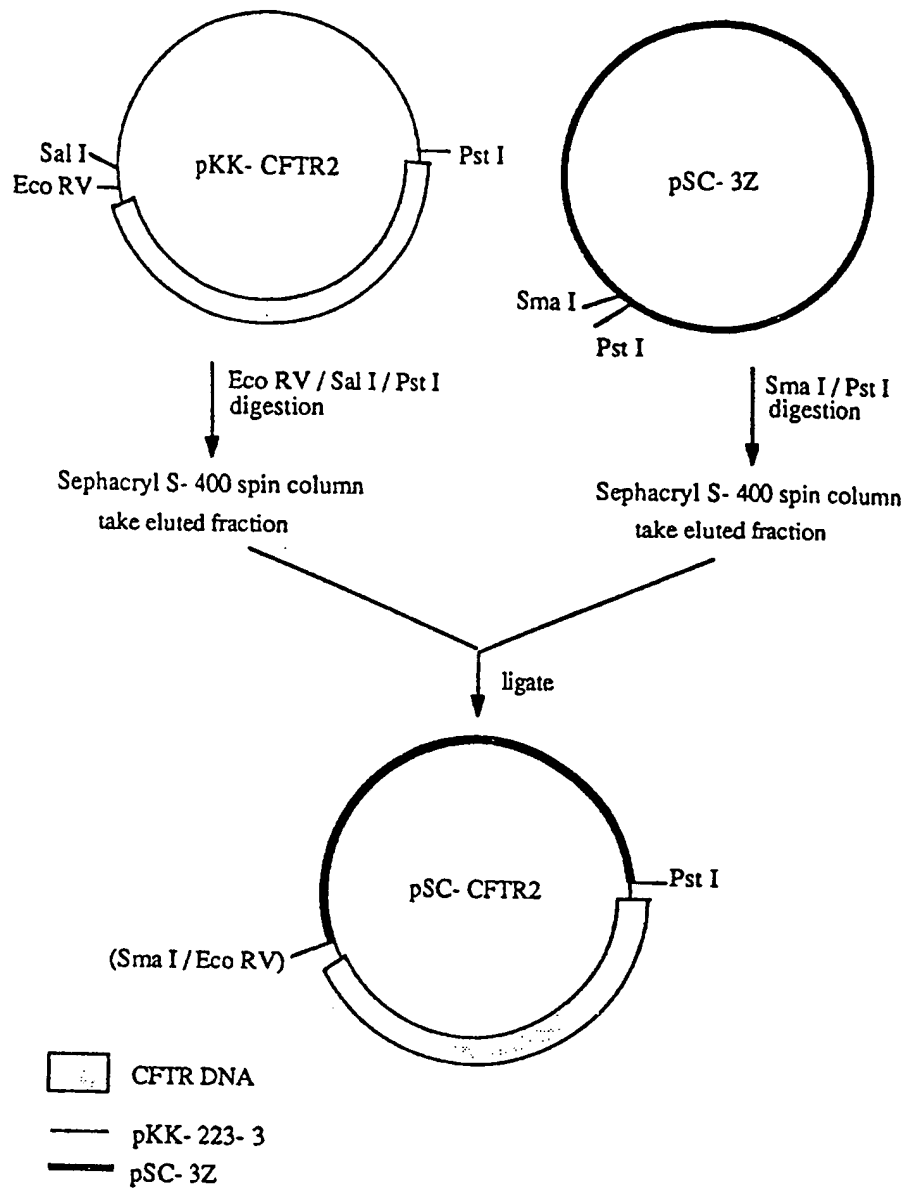 Sal I
Eco RV
pKK- CFTR2
Pst I
pSC- 3Z
Sma I
Pst I
Eco RV / Sal I / Pst I
digestion
Sma I / Pst I
digestion
Sephacryl S- 400 spin column
take eluted fraction
Sephacryl S- 400 spin column
take eluted fraction
ligate
pSC- CFTR2
Pst I
(Sma I / Eco RV)
CFTR DNA
pKK- 223- 3
pSC- 3Z